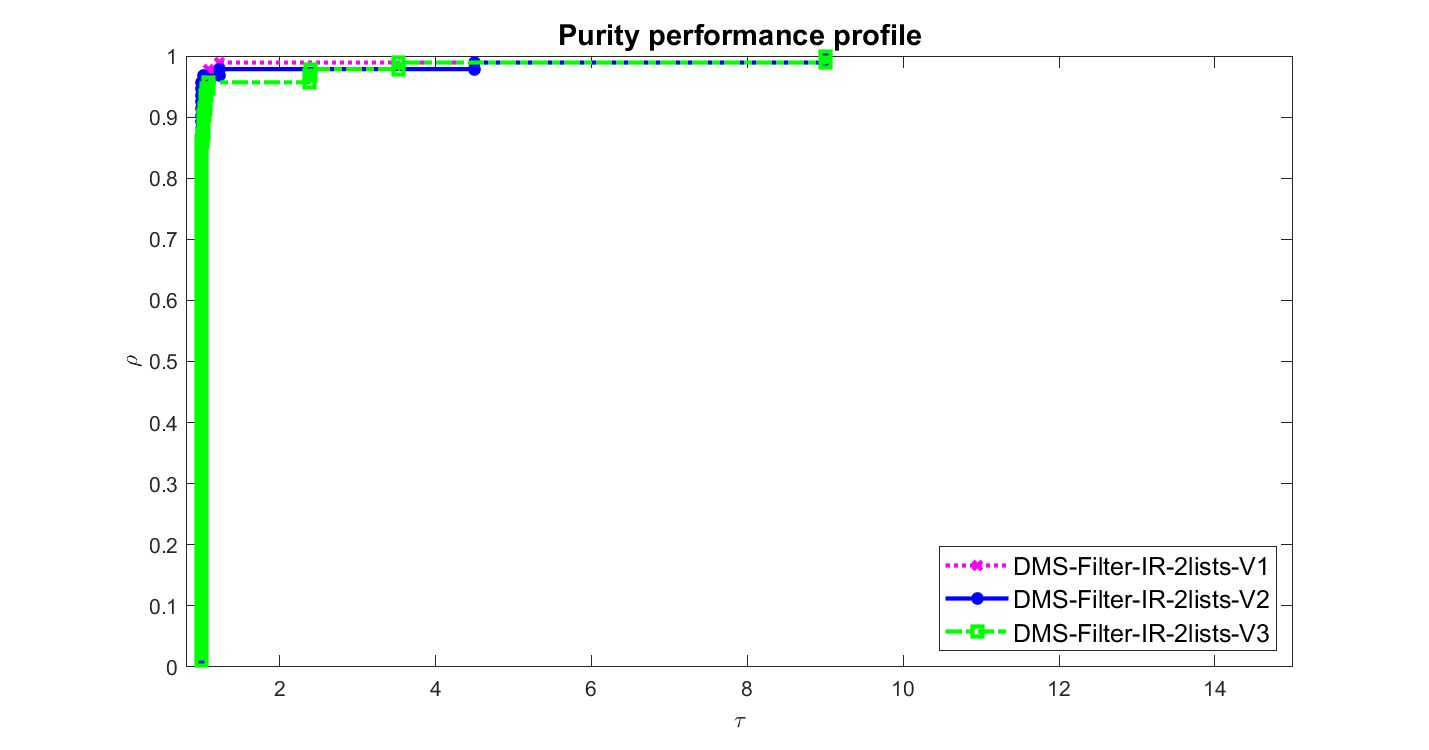 Purity performance profile
1
0.9
0.8
0.7
0.6
0.5
0.4
0.3
0.2
0.1
0
ρ
2 4 6 8 10 12 14
τ
DMS-Filter-IR-2lists-V1
DMS-Filter-IR-2lists-V2
DMS-Filter-IR-2lists-V3